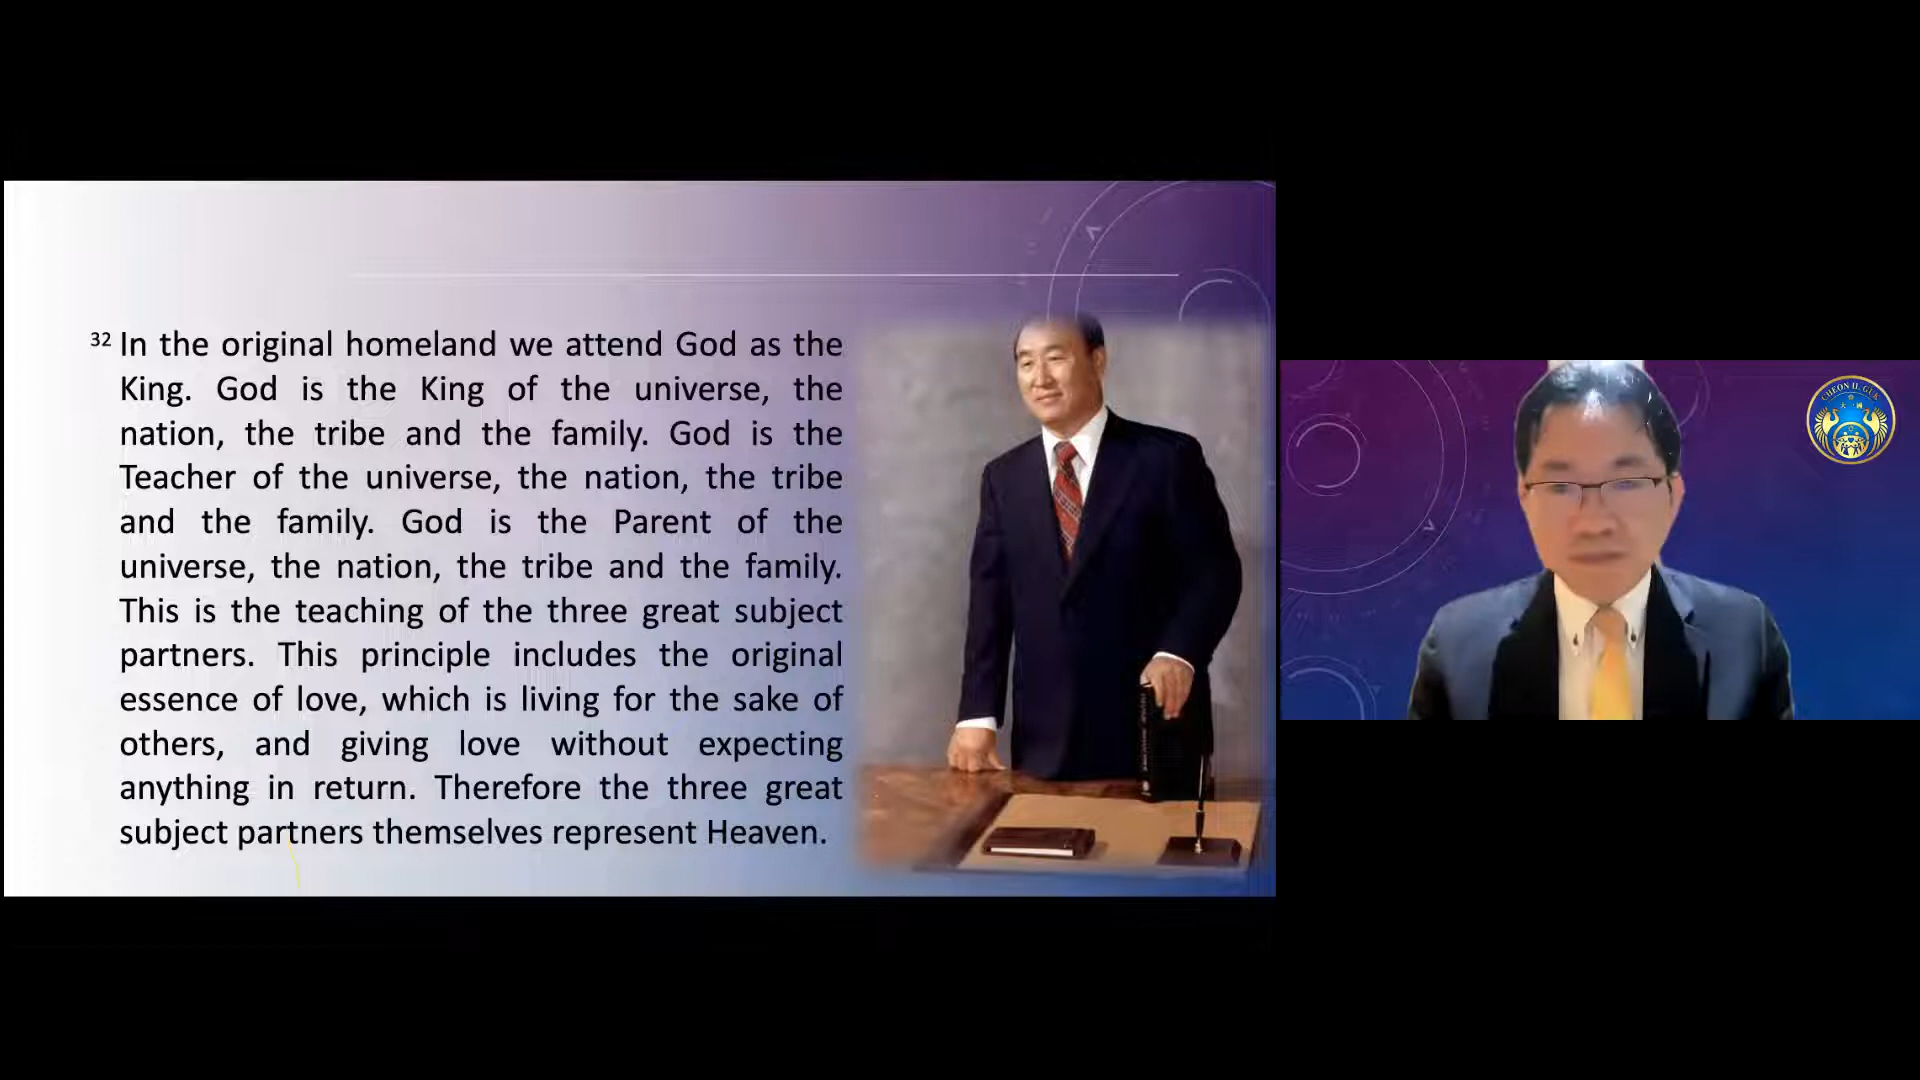 32 In the original homeland we attend God as the
King. God is the King of the universe, the
nation, the tribe and the family. God is the
Teacher of the universe, the nation, the tribe
and the family. God is the Parent of the
universe, the nation, the tribe and the family.
This is the teaching of the three great subject
partners. This principle includes the original
essence of love, which is living for the sake of
others, and giving love without expecting
anything in return. Therefore the three great
subject partners themselves represent Heaven.
CHEON IL GUK